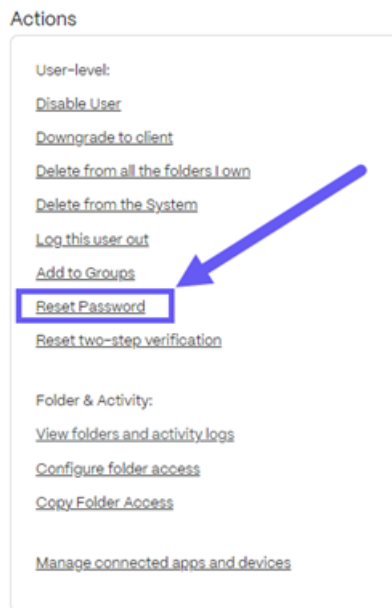 Actions
User-level:
Disable User
Downgrade to client
Delete from all the folders I own
Delete from the System
Log this user out
Add to Groups
Reset Password
Reset two-step verification
Folder & Activity:
View folders and activity logs
Configure folder access
Copy Folder Access
Manage connected apps and devices